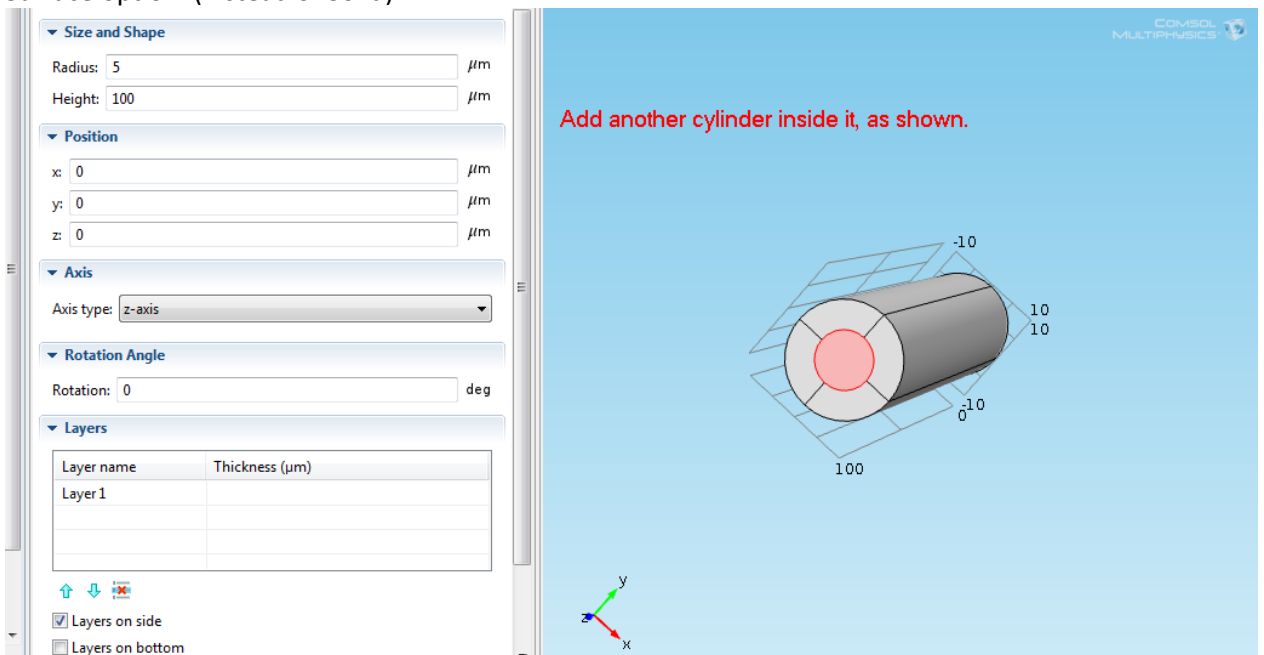 Size and Shape
Radius: 5 μm
Height: 100 μm
Position
x: 0 μm
y: 0 μm
z: 0 μm
Axis
Axis type: z-axis
Rotation Angle
Rotation: 0 deg
Layers
Layer name Thickness (μm)
Layer 1
Layers on side
Layers on bottom
COMSOL
MULTIPHYSICS
Add another cylinder inside it, as shown.
-10
10
10
-10
0
100
y
z
x